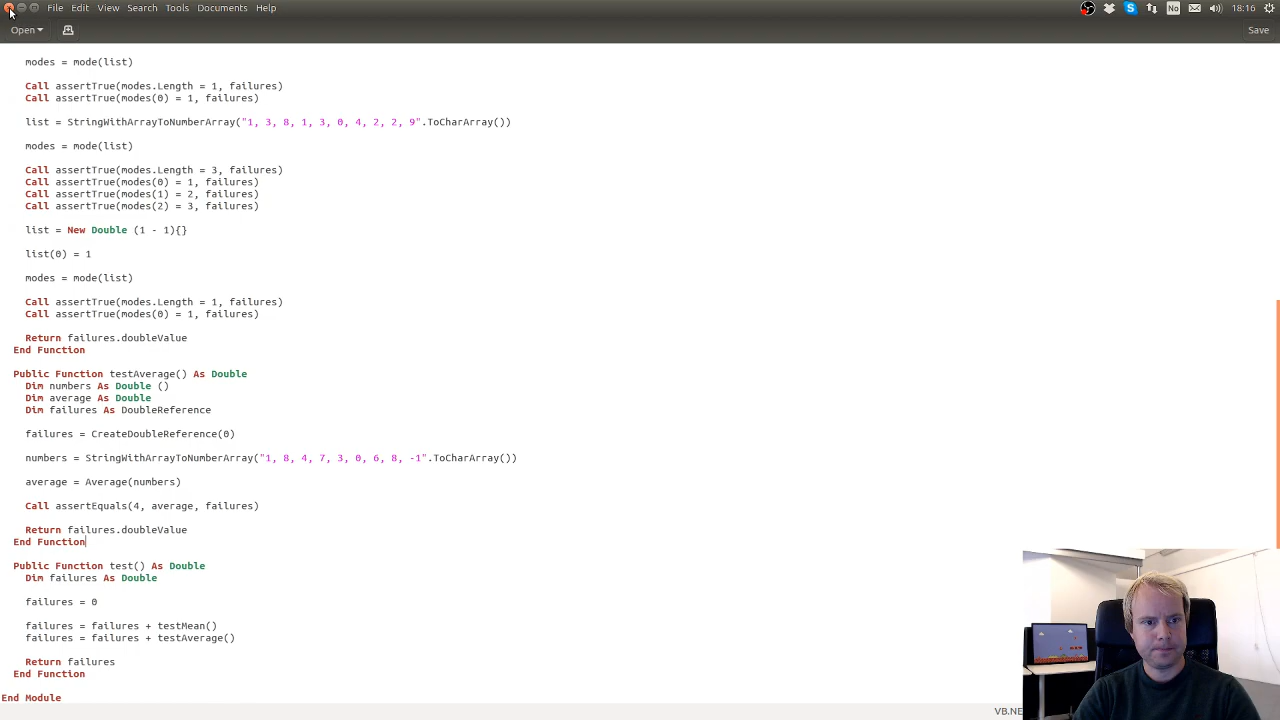 File Edit View Search Tools Documents Help No 18:16
Open Save
modes = mode(list)
Call assertTrue(modes.Length = 1, failures)
Call assertTrue(modes(0) = 1, failures)
list = StringWithArrayToNumberArray("1, 3, 8, 1, 3, 0, 4, 2, 2, 9".ToCharArray())
modes = mode(list)
Call assertTrue(modes.Length = 3, failures)
Call assertTrue(modes(0) = 1, failures)
Call assertTrue(modes(1) = 2, failures)
Call assertTrue(modes(2) = 3, failures)
list = New Double (1 - 1){}
list(0) = 1
modes = mode(list)
Call assertTrue(modes.Length = 1, failures)
Call assertTrue(modes(0) = 1, failures)
Return failures.doubleValue
End Function
Public Function testAverage() As Double
Dim numbers As Double ()
Dim average As Double
Dim failures As DoubleReference
failures = CreateDoubleReference(0)
numbers = StringWithArrayToNumberArray("1, 8, 4, 7, 3, 0, 6, 8, -1".ToCharArray())
average = Average(numbers)
Call assertEquals(4, average, failures)
Return failures.doubleValue
End Function
Public Function test() As Double
Dim failures As Double
failures = 0
failures = failures + testMean()
failures = failures + testAverage()
Return failures
End Function
End Module
VB.NE